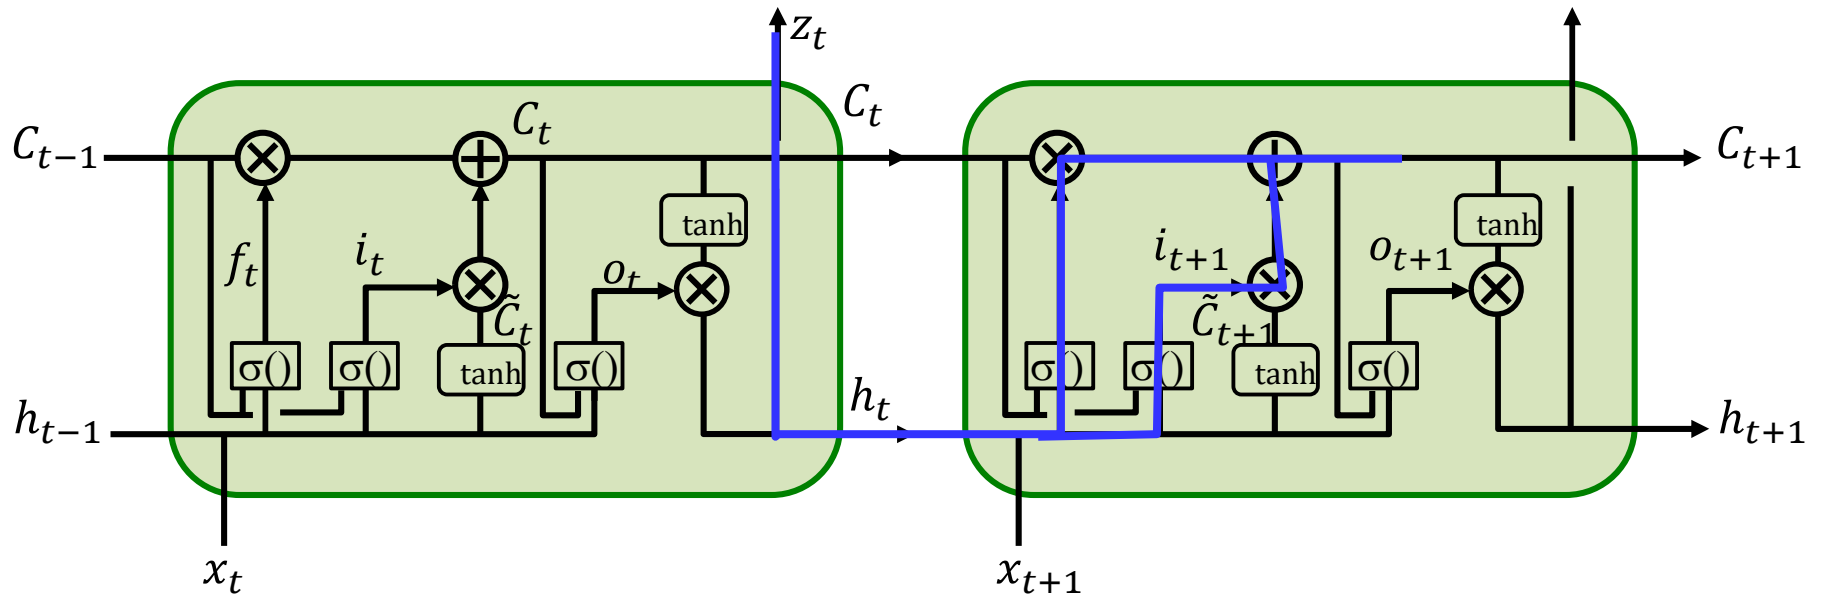 z_t
C_{t-1} C_t C_t C_{t+1}
tanh tanh
f_t i_t o_t i_{t+1} o_{t+1}
C̃_t C̃_{t+1}
σ() σ() tanh σ() σ() σ() tanh σ()
h_{t-1} h_t h_{t+1}
x_t x_{t+1}